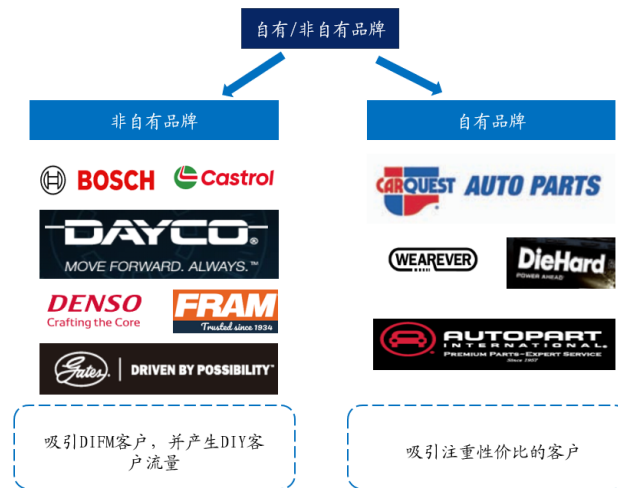 自有/非自有品牌
非自有品牌
自有品牌
BOSCH
Castrol
DAYCO®
MOVE FORWARD. ALWAYS.™
DENSO
Crafting the Core
FRAM
Trusted since 1934
Gates.
DRIVEN BY POSSIBILITY™
CARQUEST AUTO PARTS
WEAREVER
DieHard
POWER AHEAD
AUTOPART
INTERNATIONAL
PREMIUM PARTS-EXPERT SERVICE
Since 1957
吸引DIFM客户，并产生DIY客
户流量
吸引注重性价比的客户